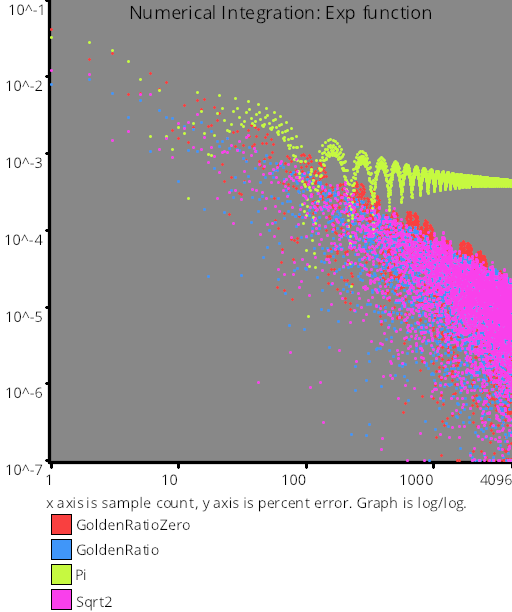 Numerical Integration: Exp function
10^-1
10^-2
10^-3
10^-4
10^-5
10^-6
10^-7
1 10 100 1000 4096
x axis is sample count, y axis is percent error. Graph is log/log.
GoldenRatioZero
GoldenRatio
Pi
Sqrt2